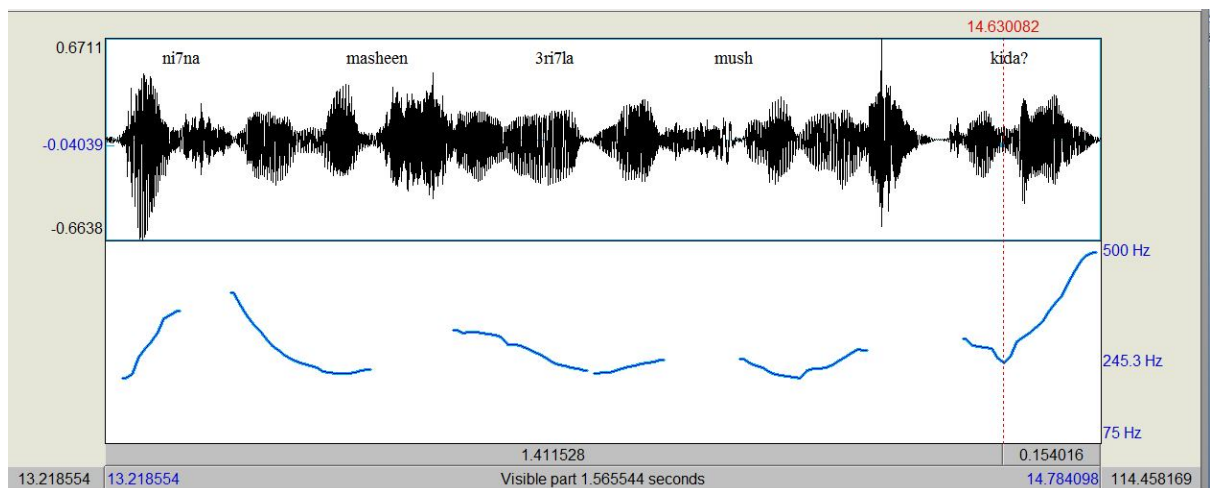 14.630082
0.6711
ni7na masheen 3ri7la mush kida?
-0.04039
-0.6638
500 Hz
245.3 Hz
75 Hz
1.411528 0.154016
13.218554 13.218554 Visible part 1.565544 seconds 14.784098 114.458169